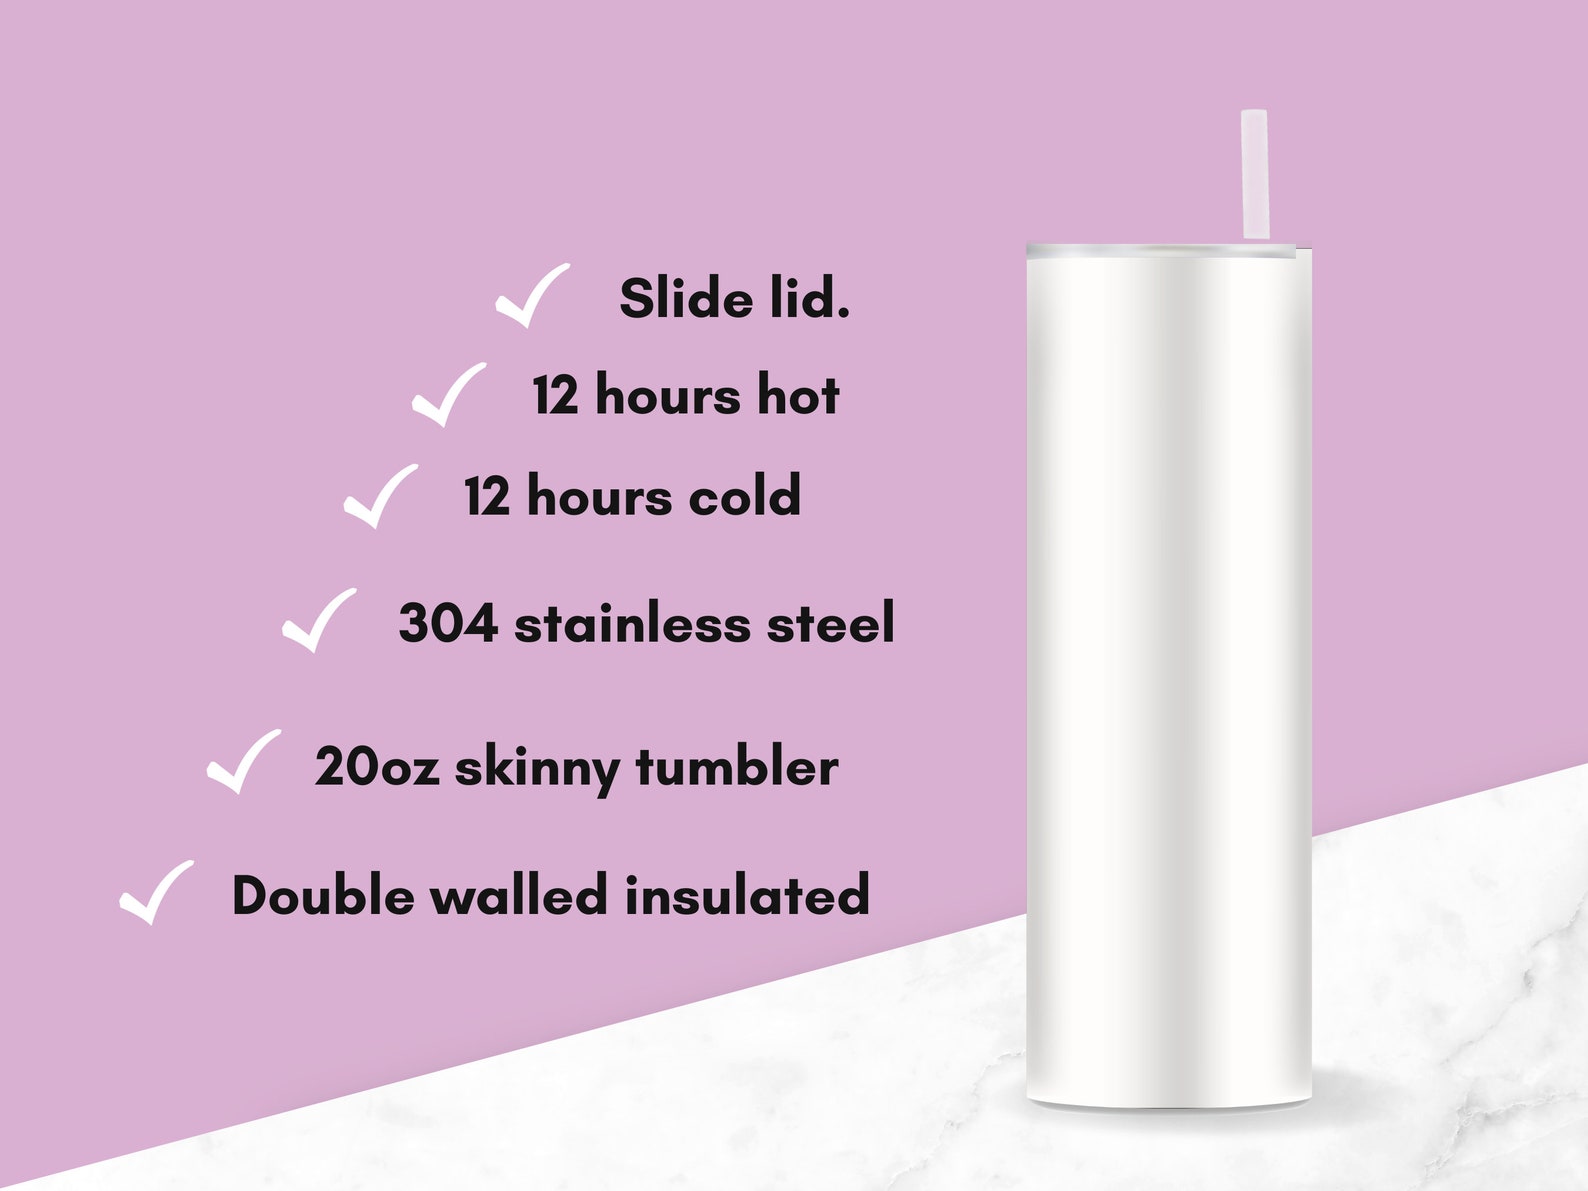 Slide lid.
12 hours hot
12 hours cold
304 stainless steel
20oz skinny tumbler
Double walled insulated